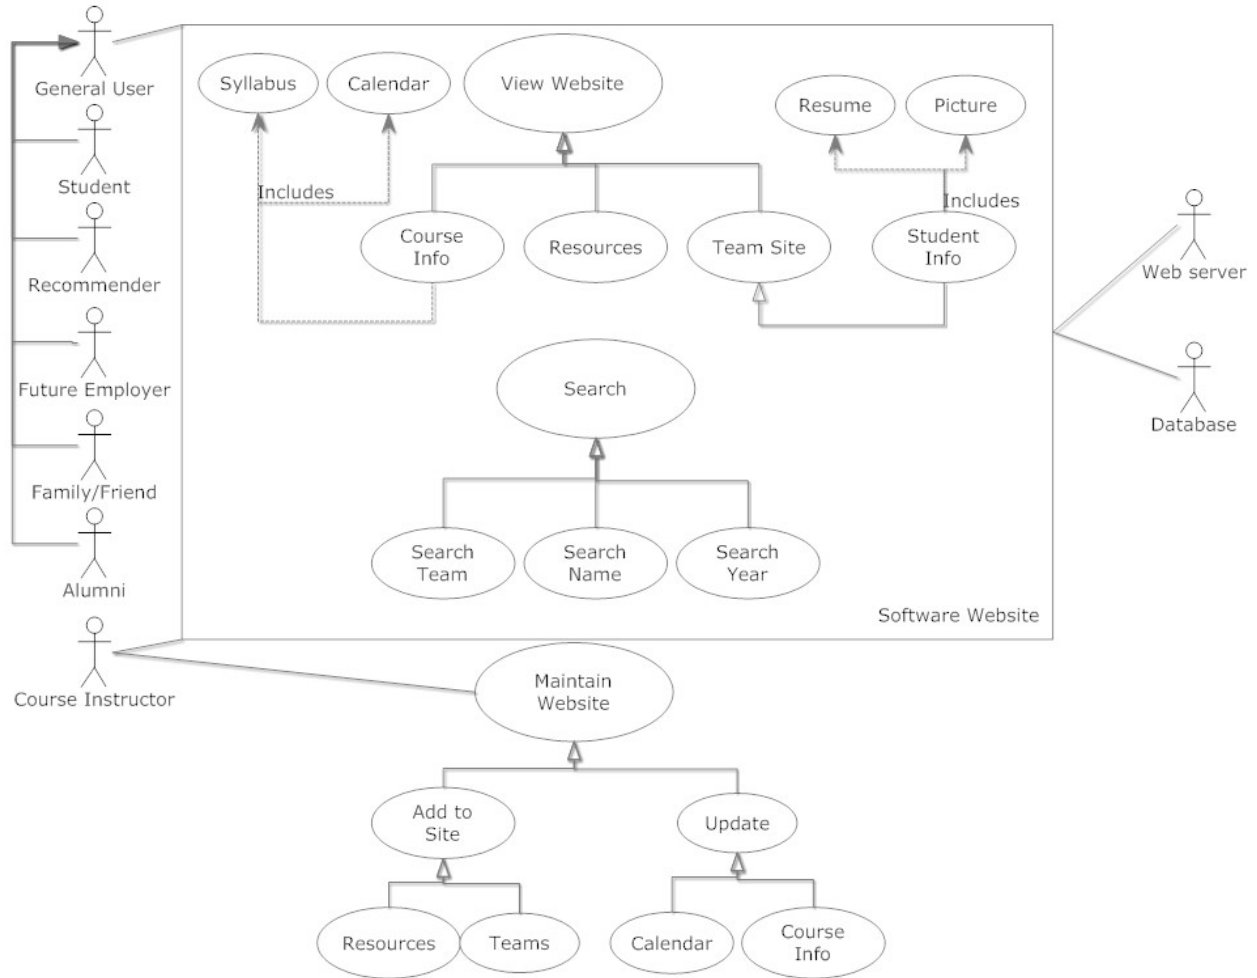 General User
Student
Recommender
Future Employer
Family/Friend
Alumni
Course Instructor
Syllabus
Calendar
View Website
Resume
Picture
Includes
Includes
Course
Info
Resources
Team Site
Student
Info
Search
Search
Team
Search
Name
Search
Year
Software Website
Web server
Database
Maintain
Website
Add to
Site
Update
Resources
Teams
Calendar
Course
Info